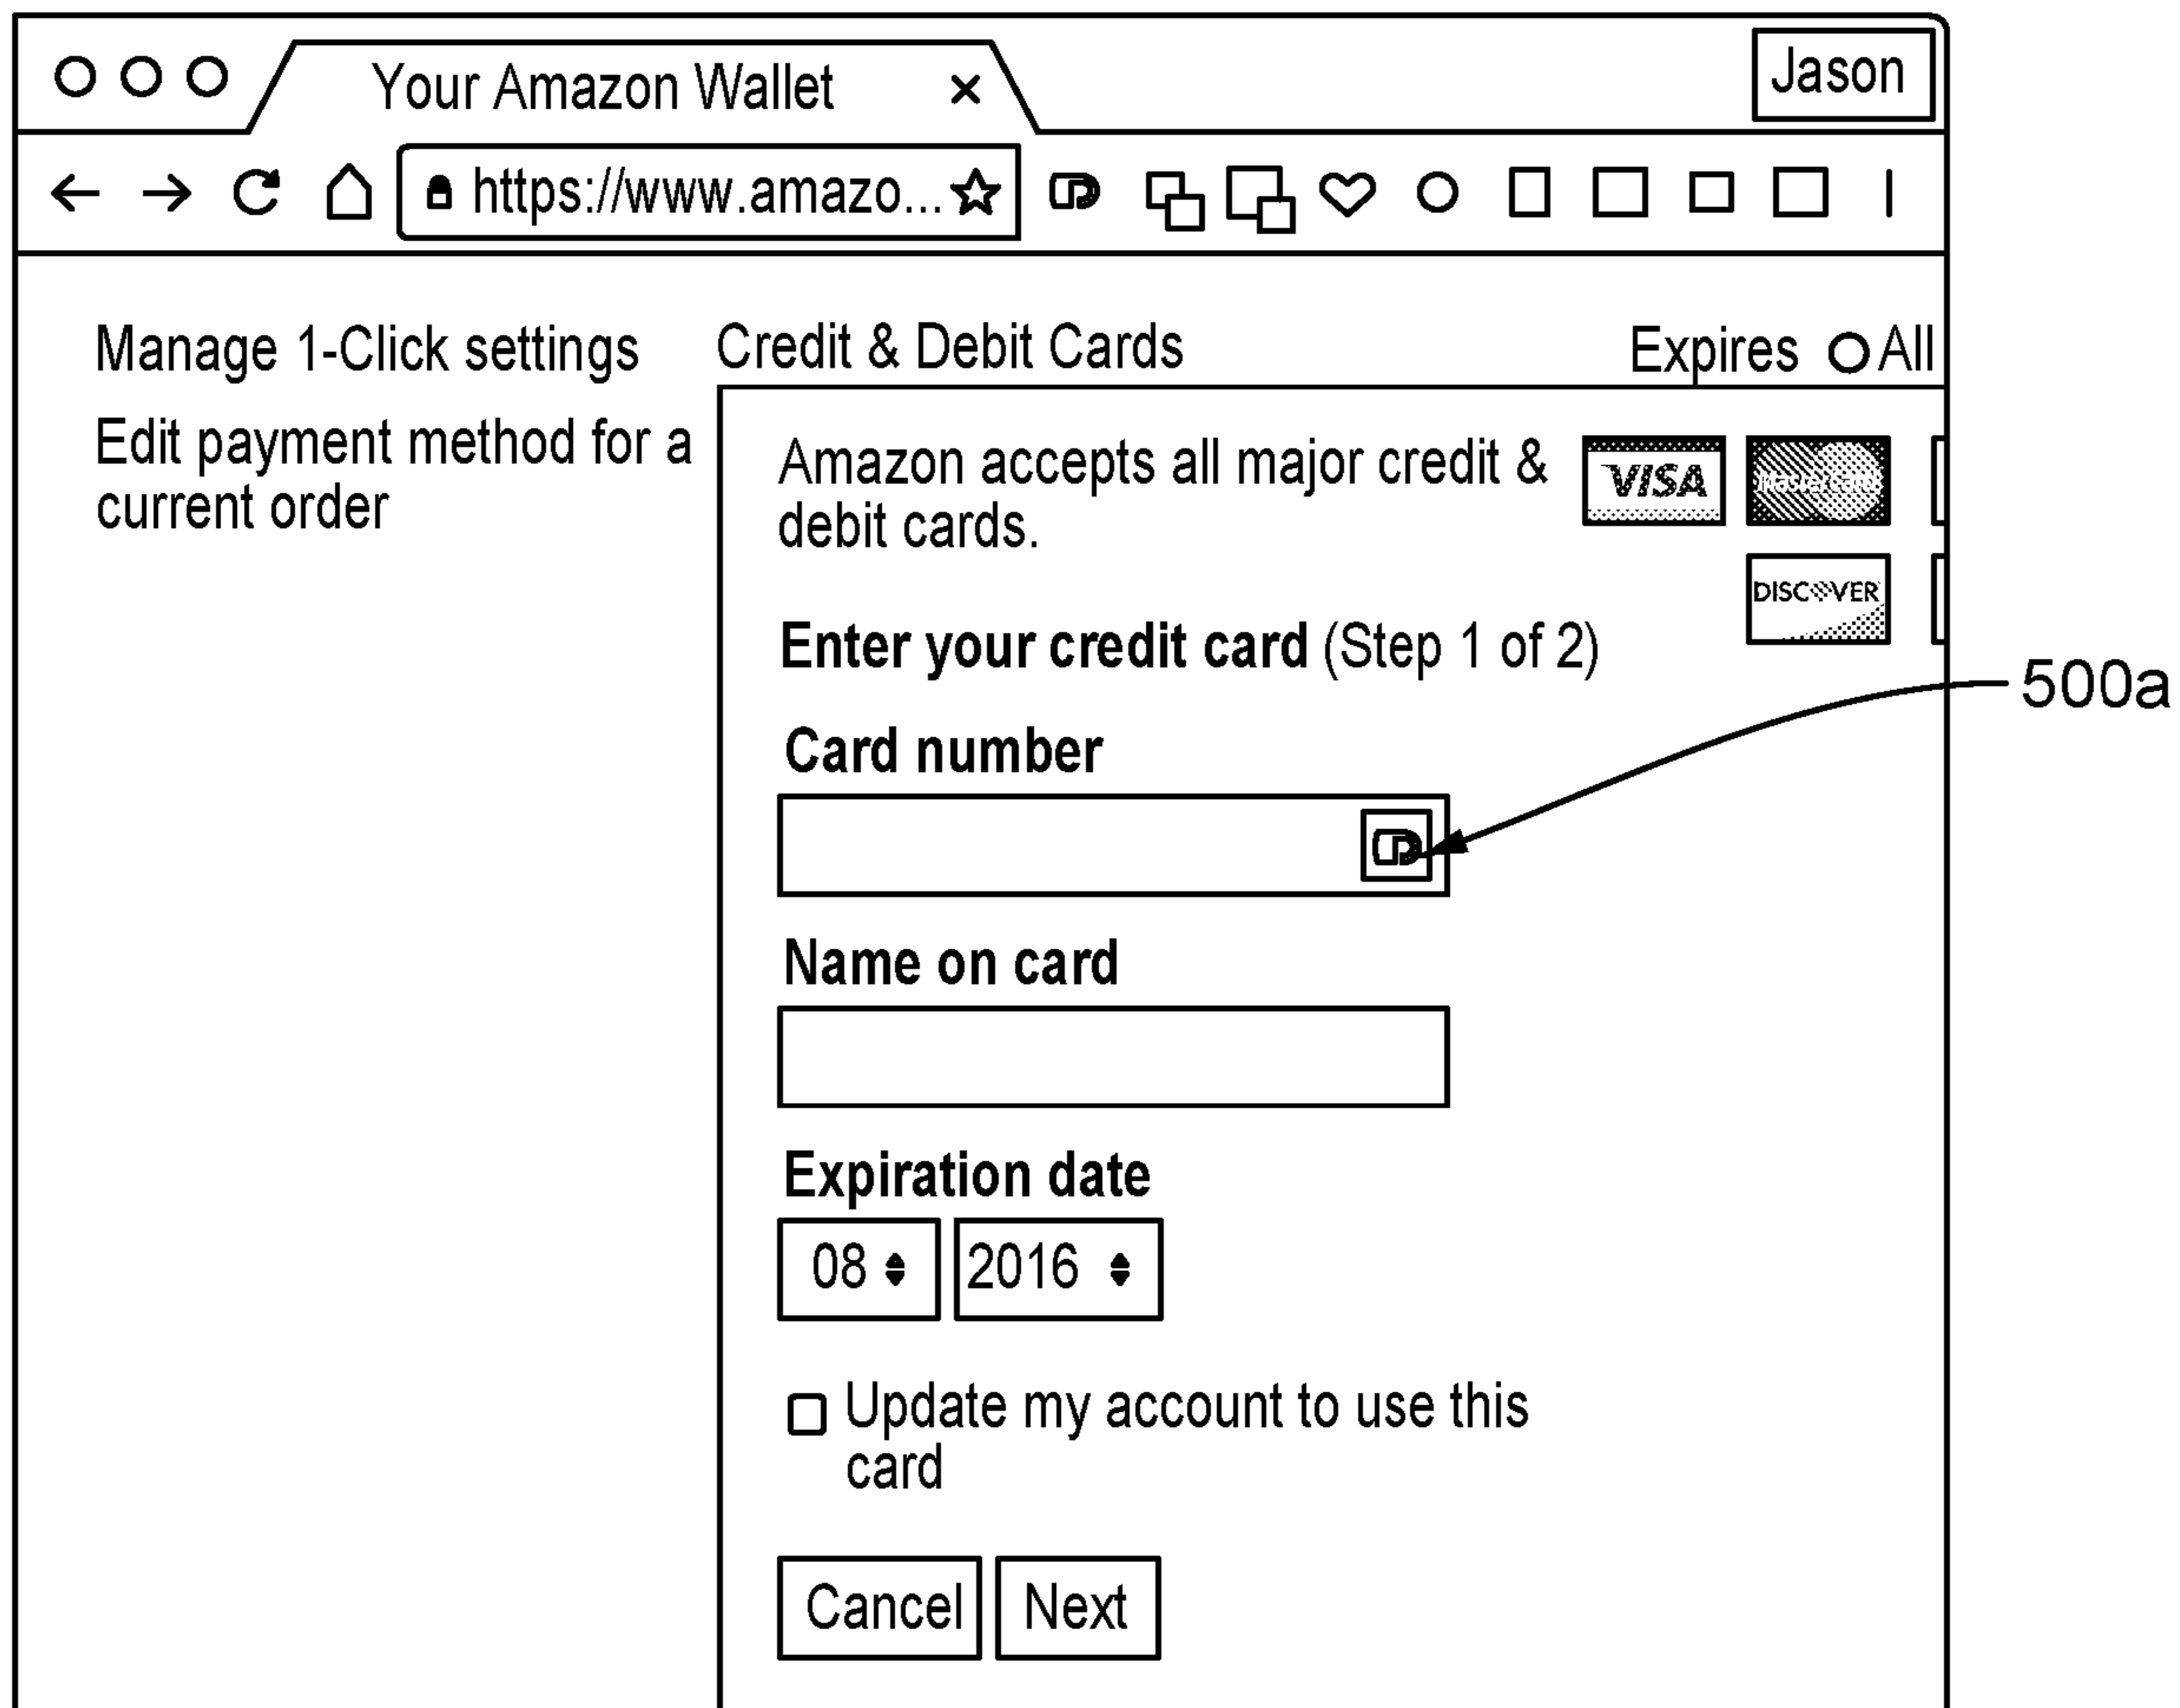 Your Amazon Wallet
Jason
https://www.amazo...
Manage 1-Click settings
Credit & Debit Cards
Expires All
Edit payment method for a
current order
Amazon accepts all major credit &
debit cards.
VISA
MasterCard
DISCOVER
Enter your credit card (Step 1 of 2)
500a
Card number
Name on card
Expiration date
08 2016
Update my account to use this
card
Cancel Next